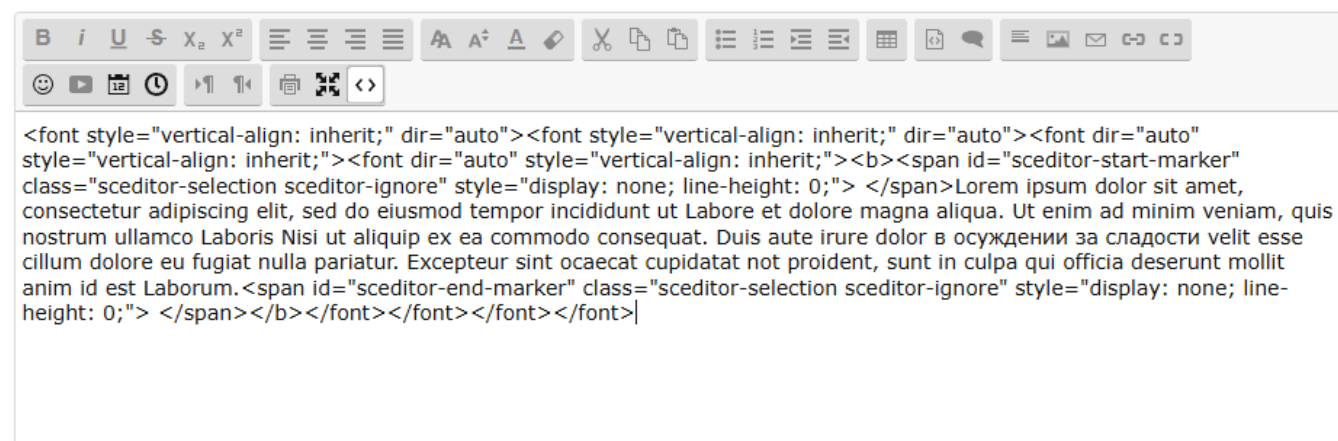 B i U S X₂ X² AA A A 12
<font style="vertical-align: inherit;" dir="auto"><font style="vertical-align: inherit;" dir="auto"><font dir="auto"
style="vertical-align: inherit;"><font dir="auto" style="vertical-align: inherit;"><b><span id="sceditor-start-marker"
class="sceditor-selection sceditor-ignore" style="display: none; line-height: 0;"> </span>Lorem ipsum dolor sit amet,
consectetur adipiscing elit, sed do eiusmod tempor incididunt ut Labore et dolore magna aliqua. Ut enim ad minim veniam, quis
nostrum ullamco Laboris Nisi ut aliquip ex ea commodo consequat. Duis aute irure dolor в осуждении за сладости velit esse
cillum dolore eu fugiat nulla pariatur. Excepteur sint ocaecat cupidatat not proident, sunt in culpa qui officia deserunt mollit
anim id est Laborum.<span id="sceditor-end-marker" class="sceditor-selection sceditor-ignore" style="display: none; line-
height: 0;"> </span></b></font></font></font></font>